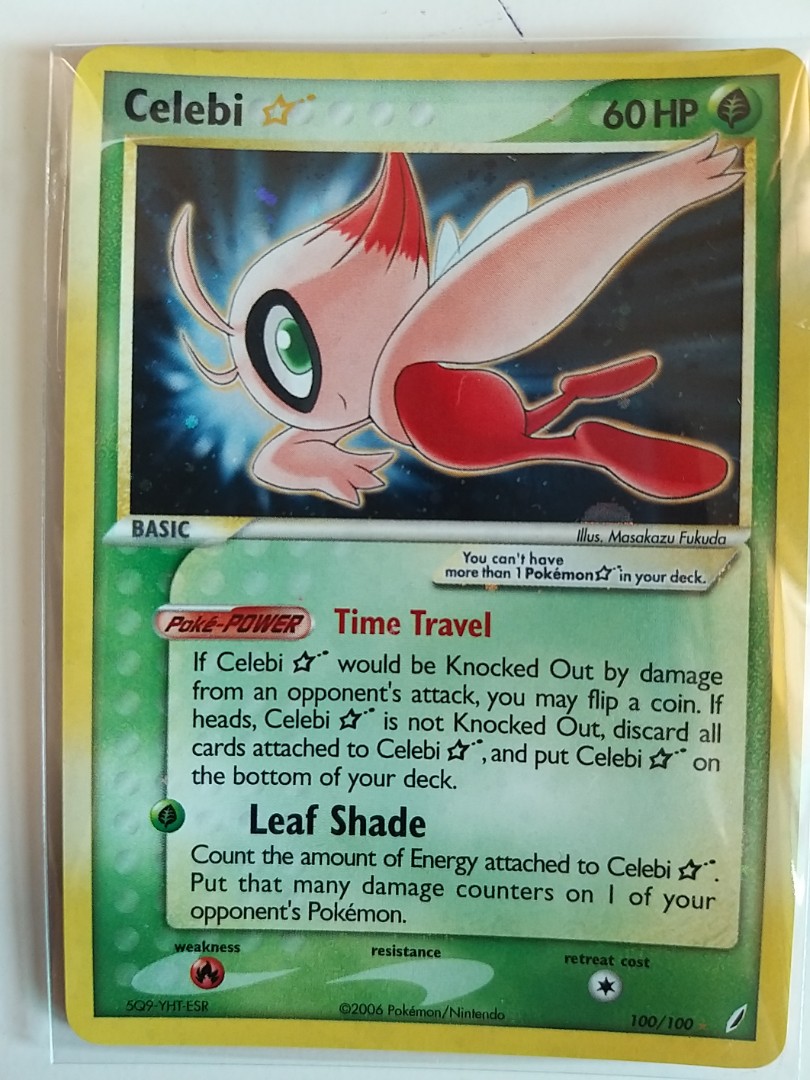 Celebi ☆ 60 HP
BASIC
Illus. Masakazu Fukuda
You can't have
more than 1 Pokémon☆ in your deck.
Poké-POWER Time Travel
If Celebi ☆ would be Knocked Out by damage
from an opponent's attack, you may flip a coin. If
heads, Celebi ☆ is not Knocked Out, discard all
cards attached to Celebi ☆, and put Celebi ☆ on
the bottom of your deck.
Leaf Shade
Count the amount of Energy attached to Celebi ☆.
Put that many damage counters on 1 of your
opponent's Pokémon.
weakness resistance retreat cost
5Q9-YHT-ESR ©2006 Pokémon/Nintendo 100/100